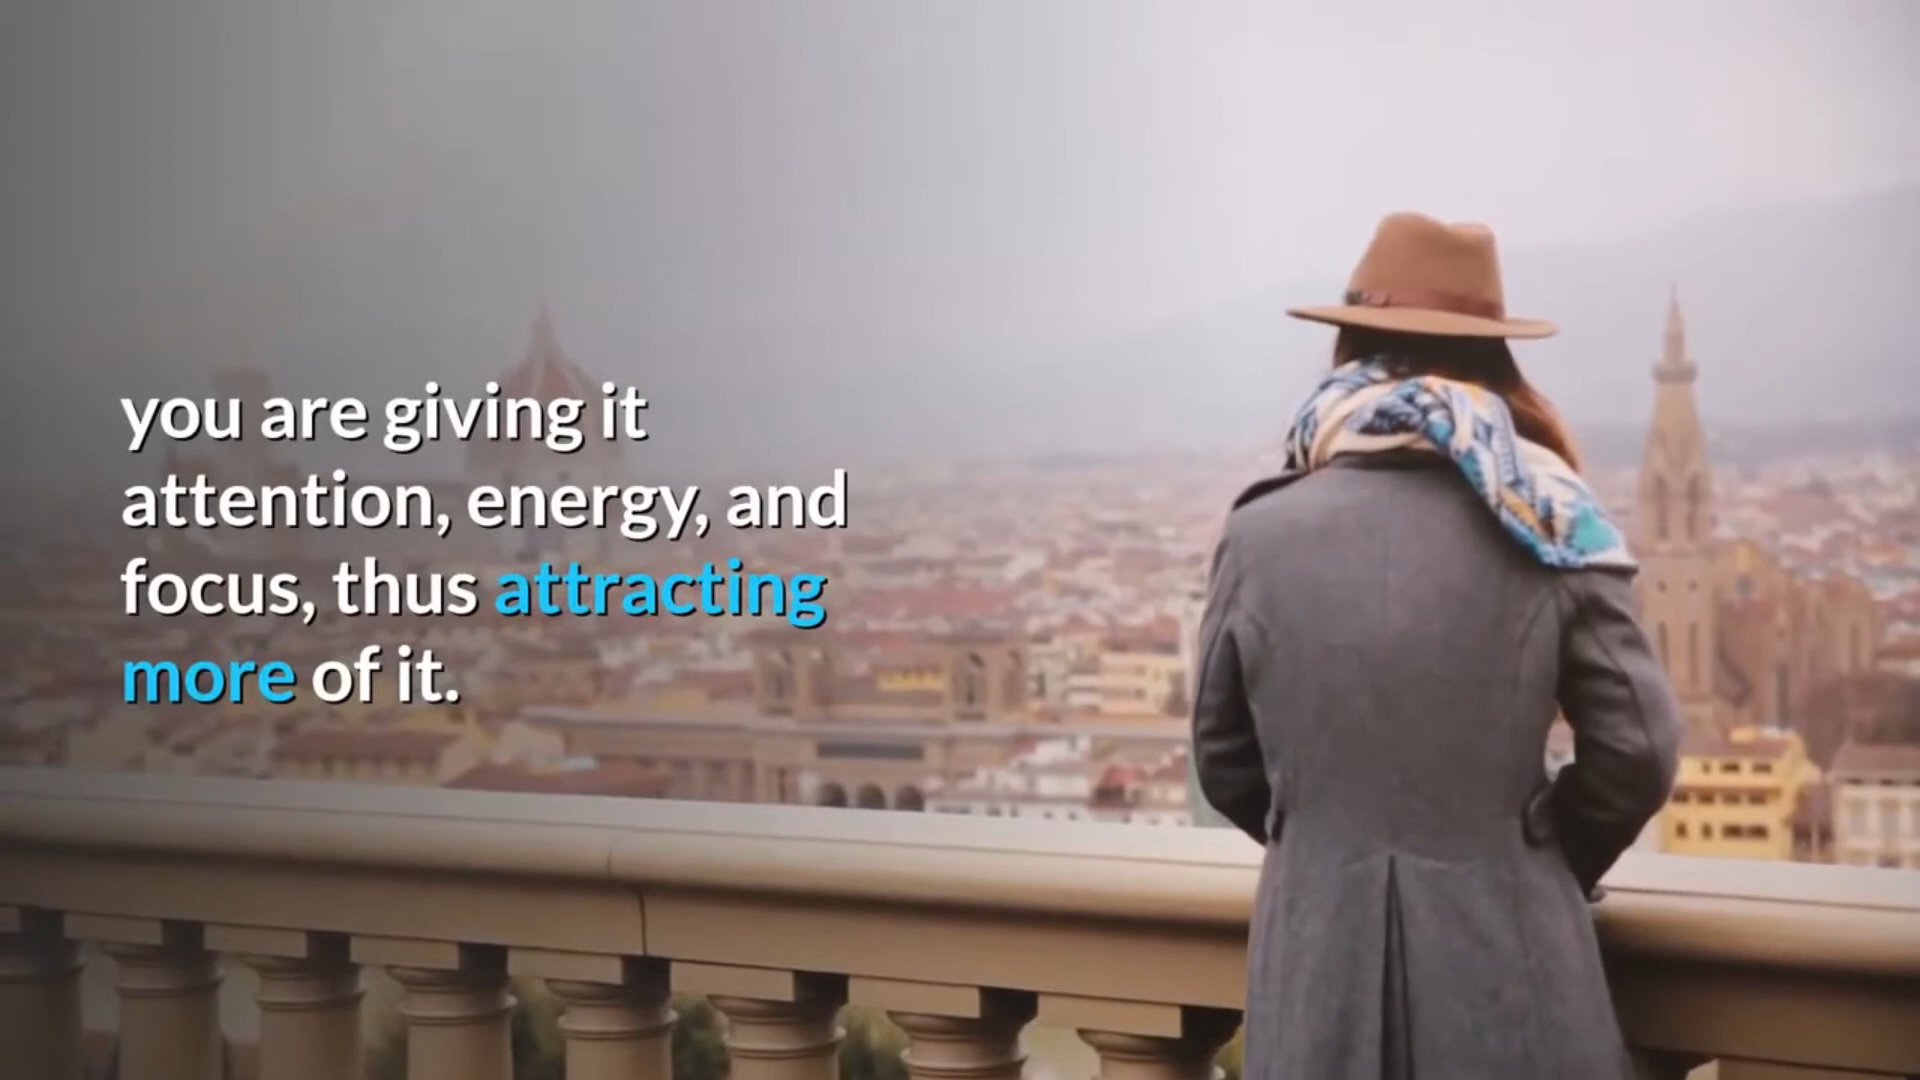 you are giving it
attention, energy, and
focus, thus attracting
more of it.